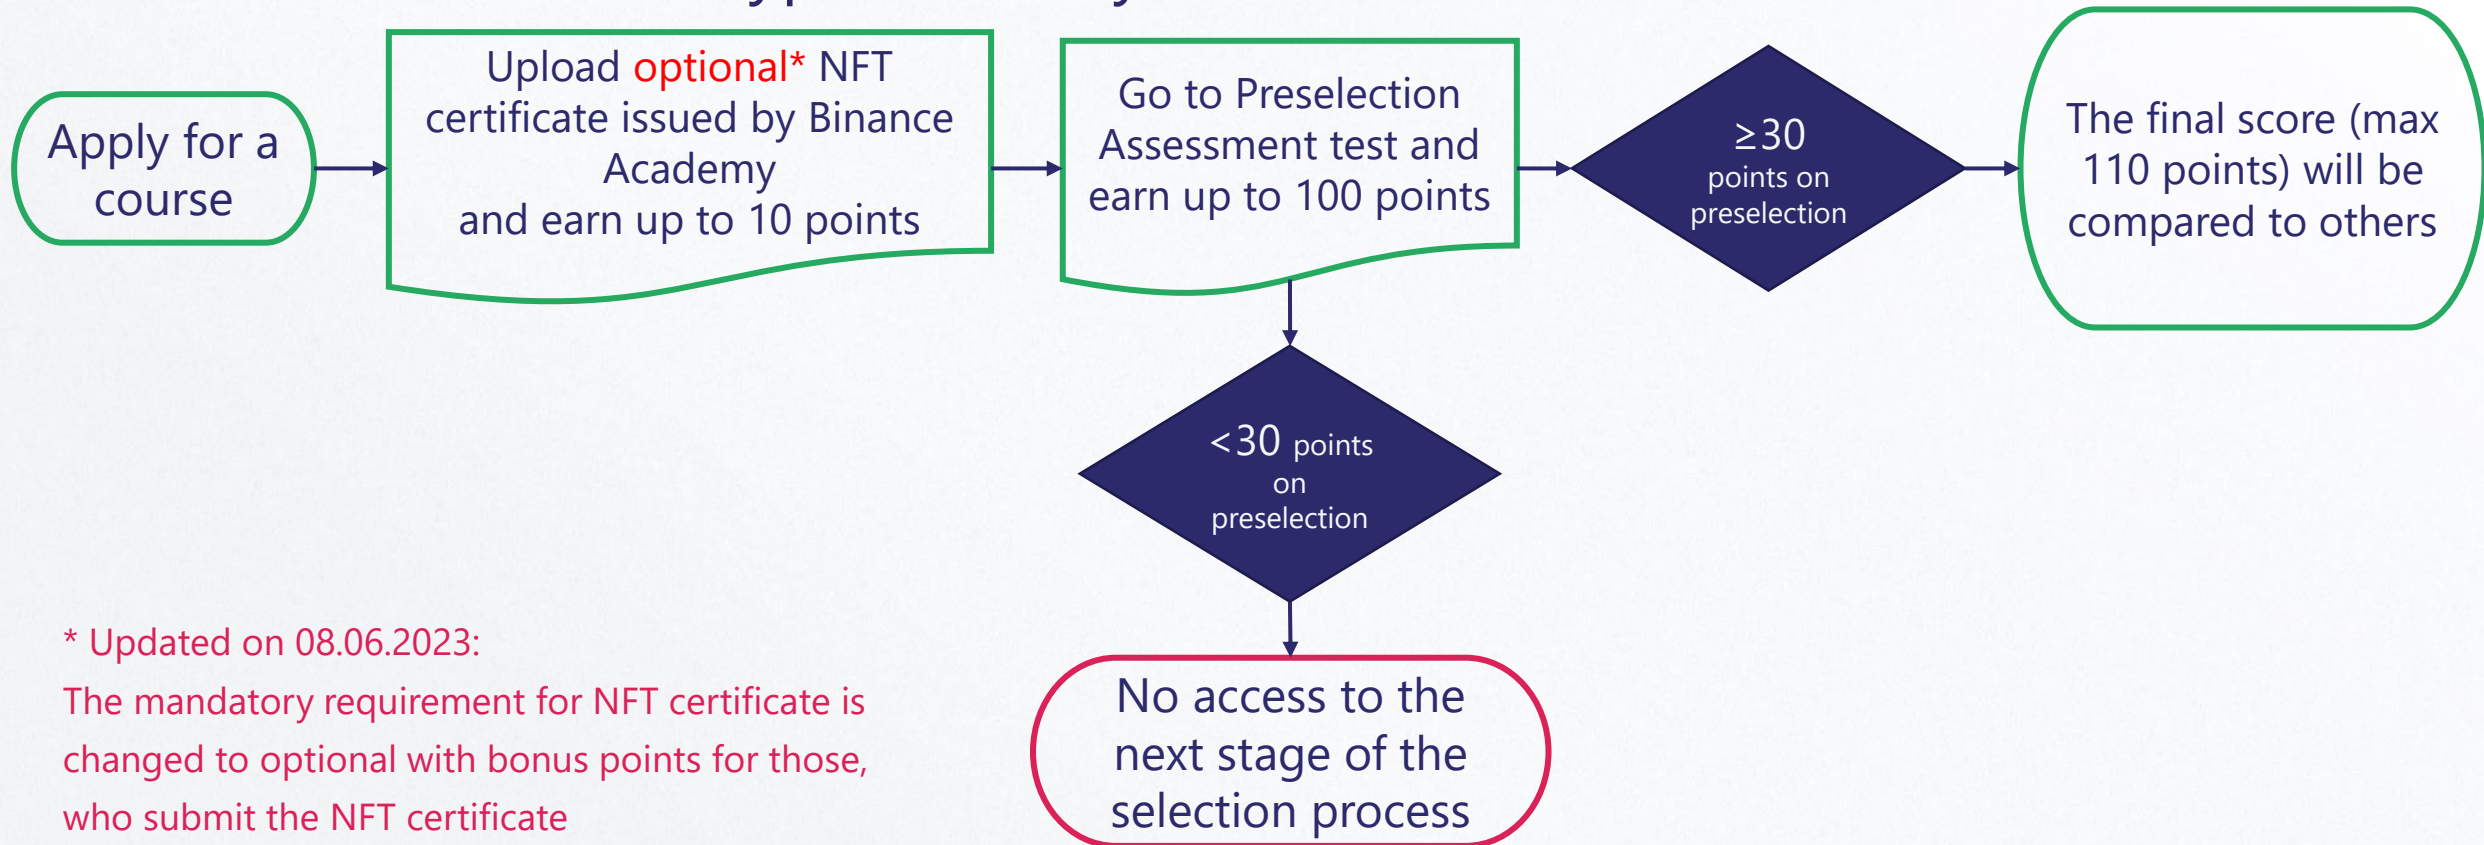 Apply for a
course
Upload optional* NFT
certificate issued by Binance
Academy
and earn up to 10 points
Go to Preselection
Assessment test and
earn up to 100 points
≥30
points on
preselection
The final score (max
110 points) will be
compared to others
<30 points
on
preselection
No access to the
next stage of the
selection process
* Updated on 08.06.2023:
The mandatory requirement for NFT certificate is
changed to optional with bonus points for those,
who submit the NFT certificate